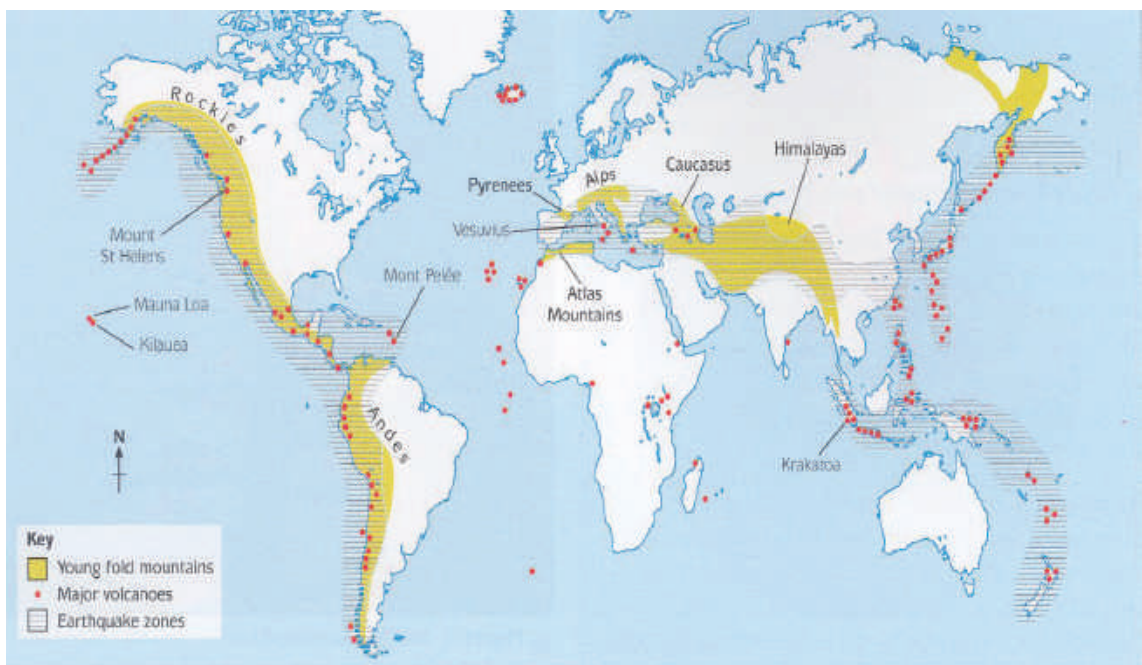 Rockies
Himalayas
Caucasus
Alps
Pyrenees
Vesuvius
Mount
St Helens
Mont Pelée
Mauna Loa
Atlas
Mountains
Kilauea
Andes
N
Krakatoa
Key
Young fold mountains
Major volcanoes
Earthquake zones